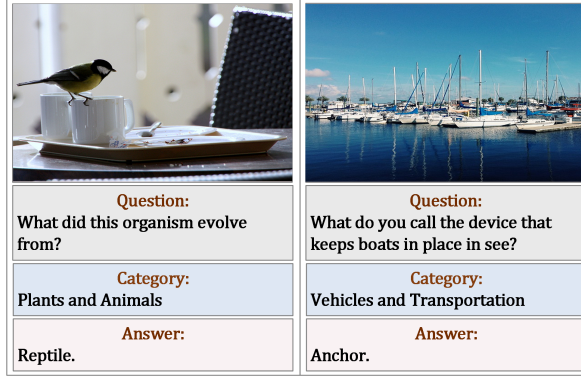 Question:
What did this organism evolve
from?
Category:
Plants and Animals
Answer:
Reptile.
Question:
What do you call the device that
keeps boats in place in see?
Category:
Vehicles and Transportation
Answer:
Anchor.